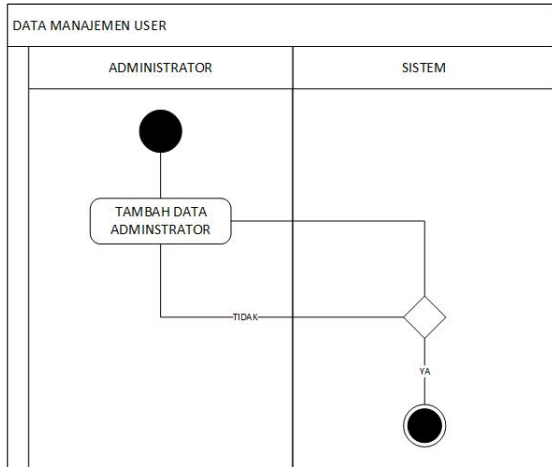 DATA MANAJEMEN USER
ADMINISTRATOR
SISTEM
TAMBAH DATA
ADMINSTRATOR
TIDAK
YA